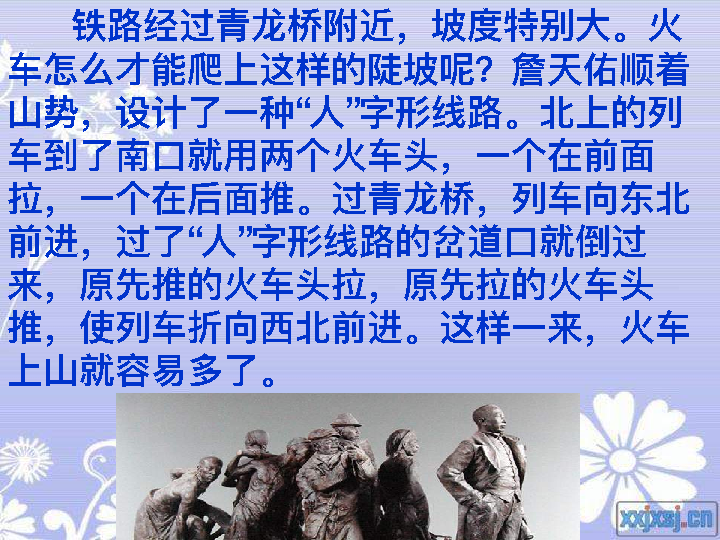 铁路经过青龙桥附近，坡度特别大。火
车怎么才能爬上这样的陡坡呢？詹天佑顺着
山势，设计了一种“人”字形线路。北上的列
车到了南口就用两个火车头，一个在前面
拉，一个在后面推。过青龙桥，列车向东北
前进，过了“人”字形线路的岔道口就倒过
来，原先推的火车头拉，原先拉的火车头
推，使列车折向西北前进。这样一来，火车
上山就容易多了。
xxjxsj.cn